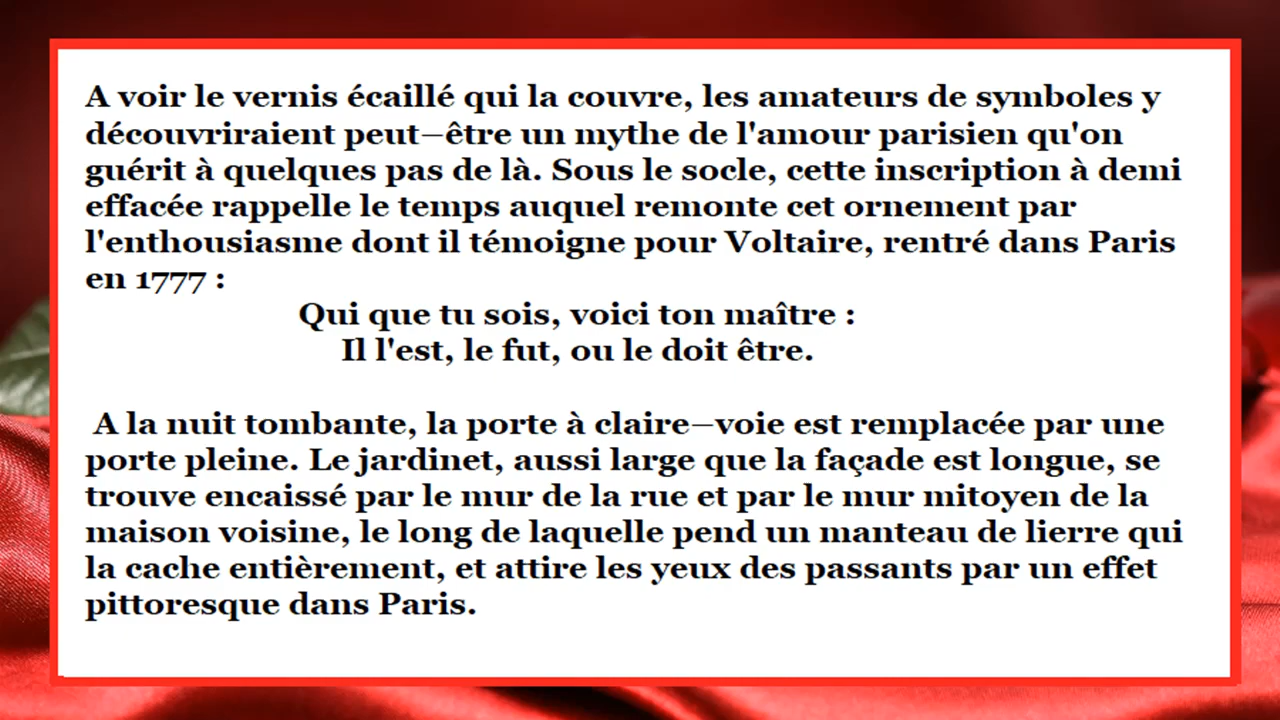 A voir le vernis écaillé qui la couvre, les amateurs de symboles y
découvriraient peut—être un mythe de l'amour parisien qu'on
guérit à quelques pas de là. Sous le socle, cette inscription à demi
effacée rappelle le temps auquel remonte cet ornement par
l'enthousiasme dont il témoigne pour Voltaire, rentré dans Paris
en 1777 :
Qui que tu sois, voici ton maître :
Il l'est, le fut, ou le doit être.
A la nuit tombante, la porte à claire—voie est remplacée par une
porte pleine. Le jardinet, aussi large que la façade est longue, se
trouve encaissé par le mur de la rue et par le mur mitoyen de la
maison voisine, le long de laquelle pend un manteau de lierre qui
la cache entièrement, et attire les yeux des passants par un effet
pittoresque dans Paris.